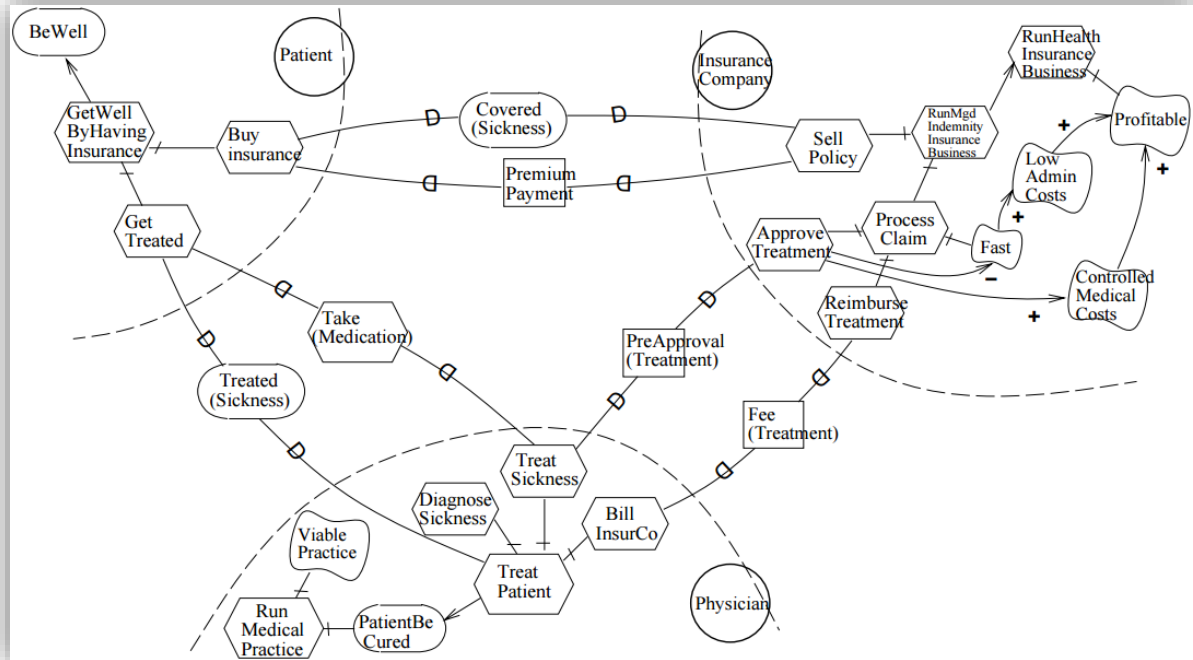 BeWell
Patient
Insurance
Company
RunHealth
Insurance
Business
GetWell
ByHaving
Insurance
Buy
insurance
D
Covered
(Sickness)
D
Sell
Policy
RunMgd
Indemnity
Insurance
Business
+
Profitable
Low
Admin
Costs
+
+
D
Premium
Payment
D
Get
Treated
Approve
Treatment
Process
Claim
Fast
−
Controlled
Medical
Costs
+
D
Take
(Medication)
D
D
PreApproval
(Treatment)
D
Reimburse
Treatment
D
Treated
(Sickness)
D
D
Fee
(Treatment)
D
Treat
Sickness
Diagnose
Sickness
Bill
InsurCo
Viable
Practice
Treat
Patient
Physician
Run
Medical
Practice
PatientBe
Cured